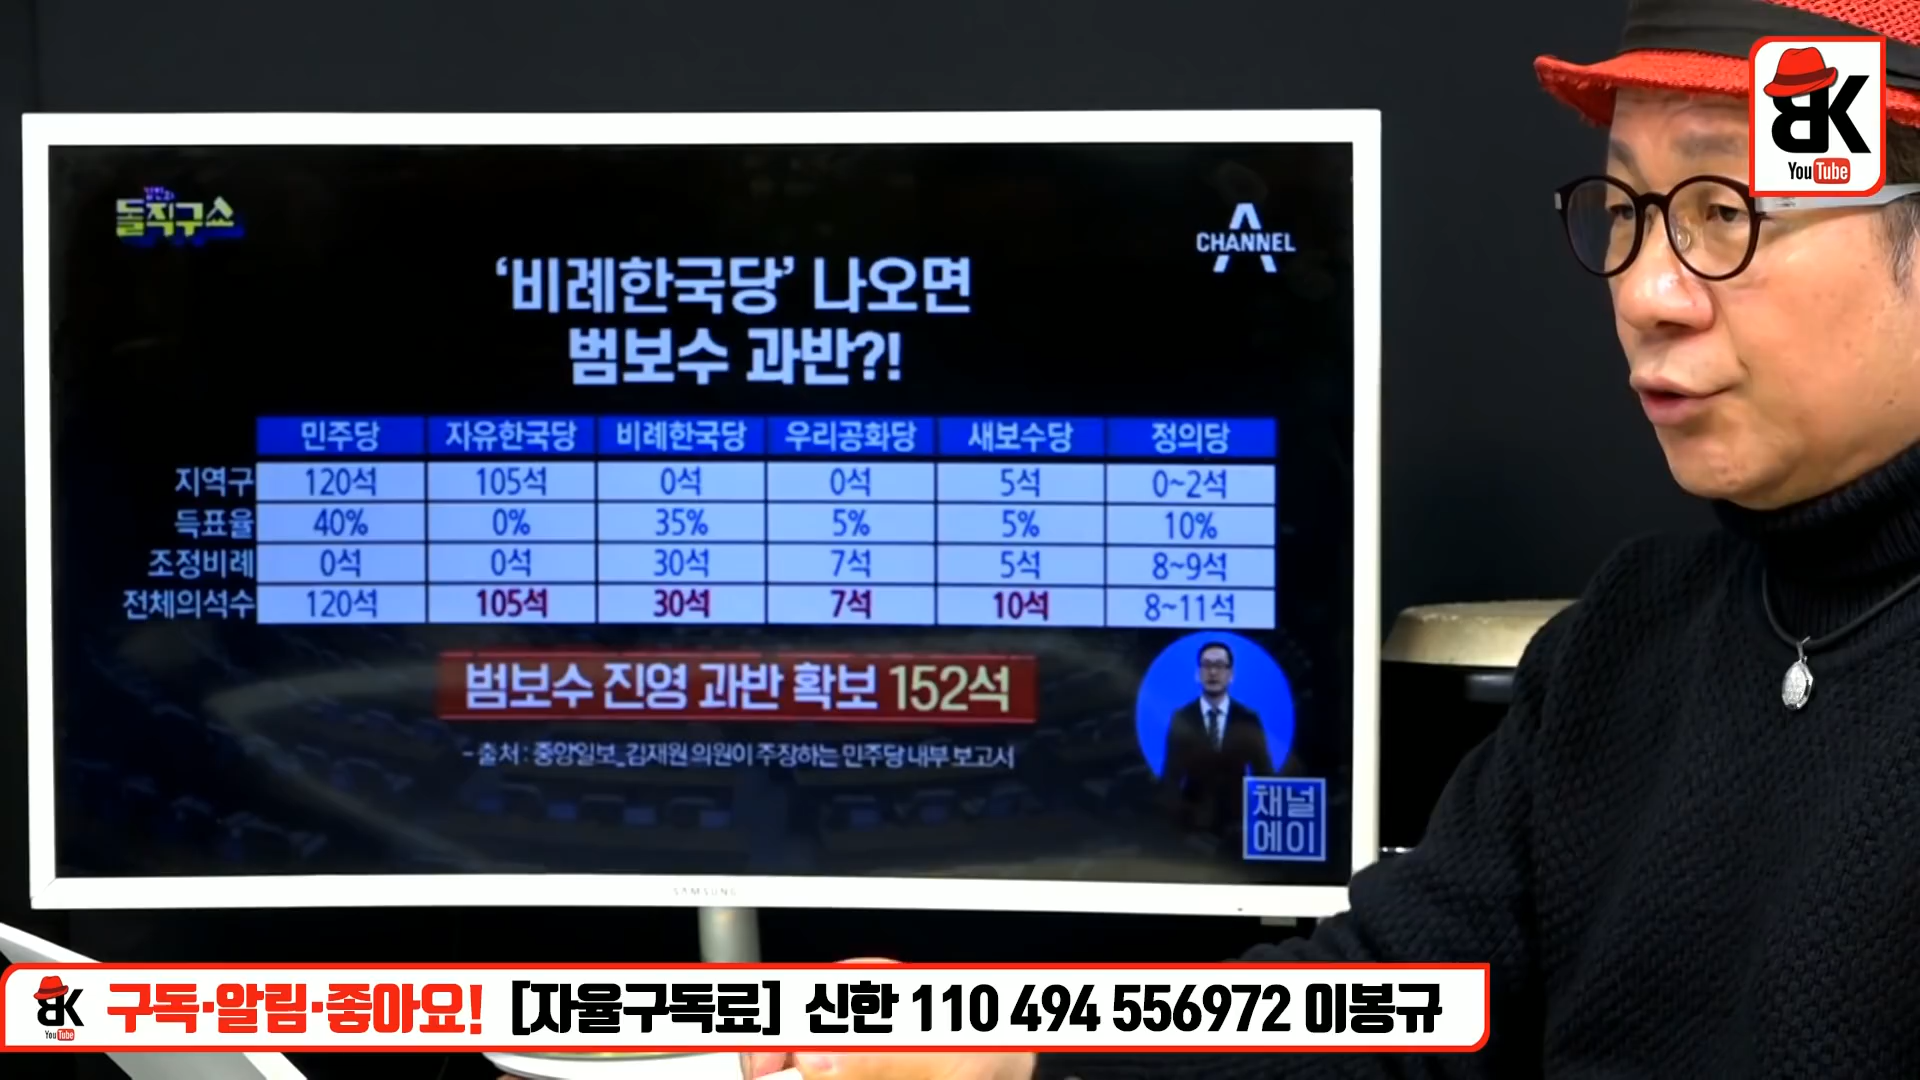 BK
YouTube
돌직구쇼
CHANNEL A
‘비례한국당’ 나오면
범보수 과반?!
민주당 자유한국당 비례한국당 우리공화당 새보수당 정의당
지역구 120석 105석 0석 0석 5석 0~2석
득표율 40% 0% 35% 5% 5% 10%
조정비례 0석 0석 30석 7석 5석 8~9석
전체의석수 120석 105석 30석 7석 10석 8~11석
범보수 진영 과반 확보 152석
- 출처 : 중앙일보_김재원 의원이 주장하는 민주당 내부 보고서
채널
에이
SAMSUNG
BK
YouTube
구독·알림·좋아요! [자율구독료] 신한 110 494 556972 이봉규